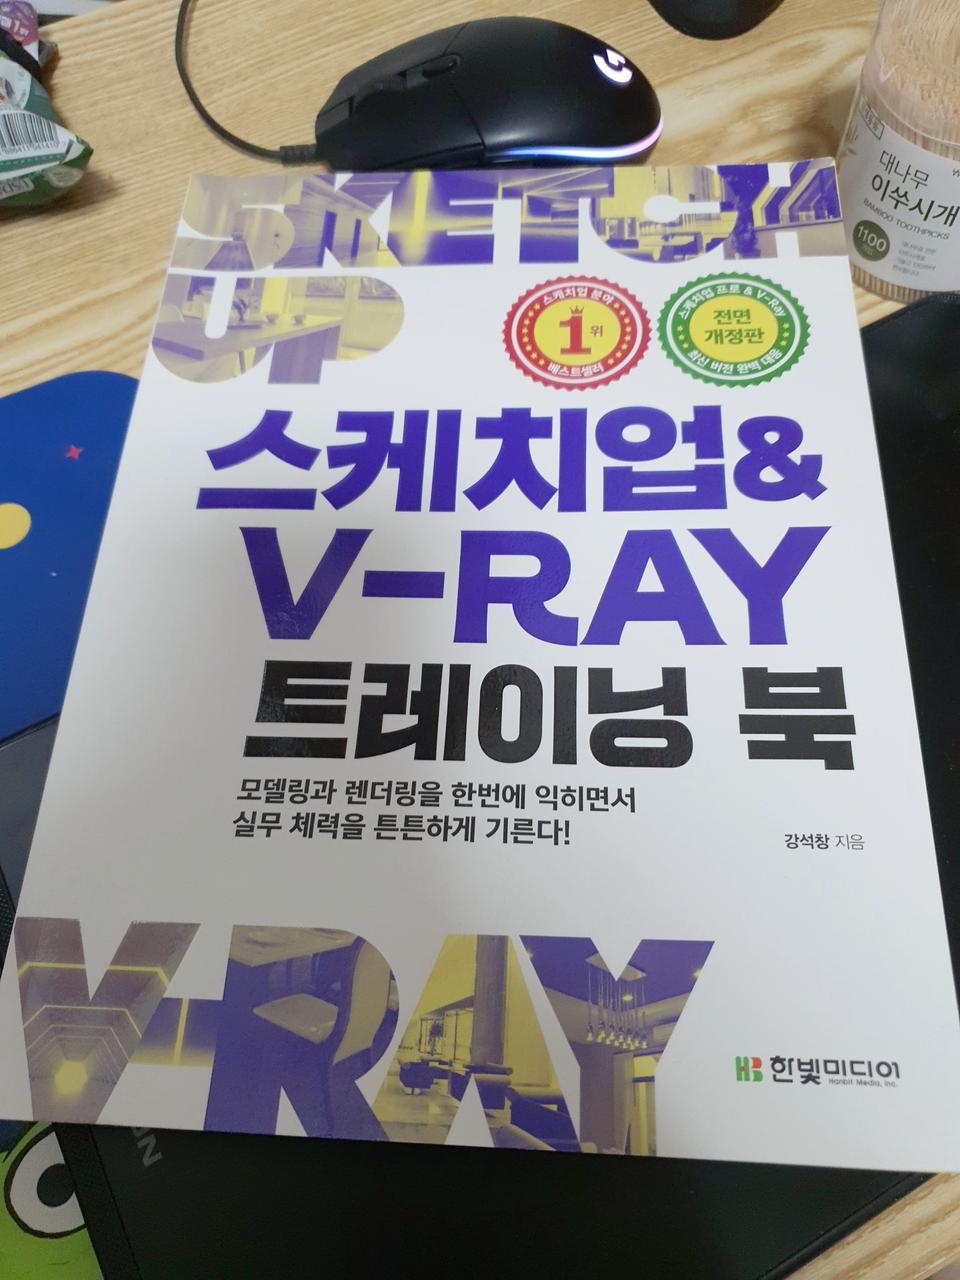 SKETCH
UP
스케치업 분야
1위
베스트셀러
스케치업 프로 & V-Ray
전면
개정판
최신 버전 완벽 대응
스케치업&
V-RAY
트레이닝 북
모델링과 렌더링을 한번에 익히면서
실무 체력을 튼튼하게 기른다!
강석창 지음
V-RAY
HB 한빛미디어
Hanbit Media, Inc.
대나무
이쑤시개
BAMBOO TOOTHPICKS
1100